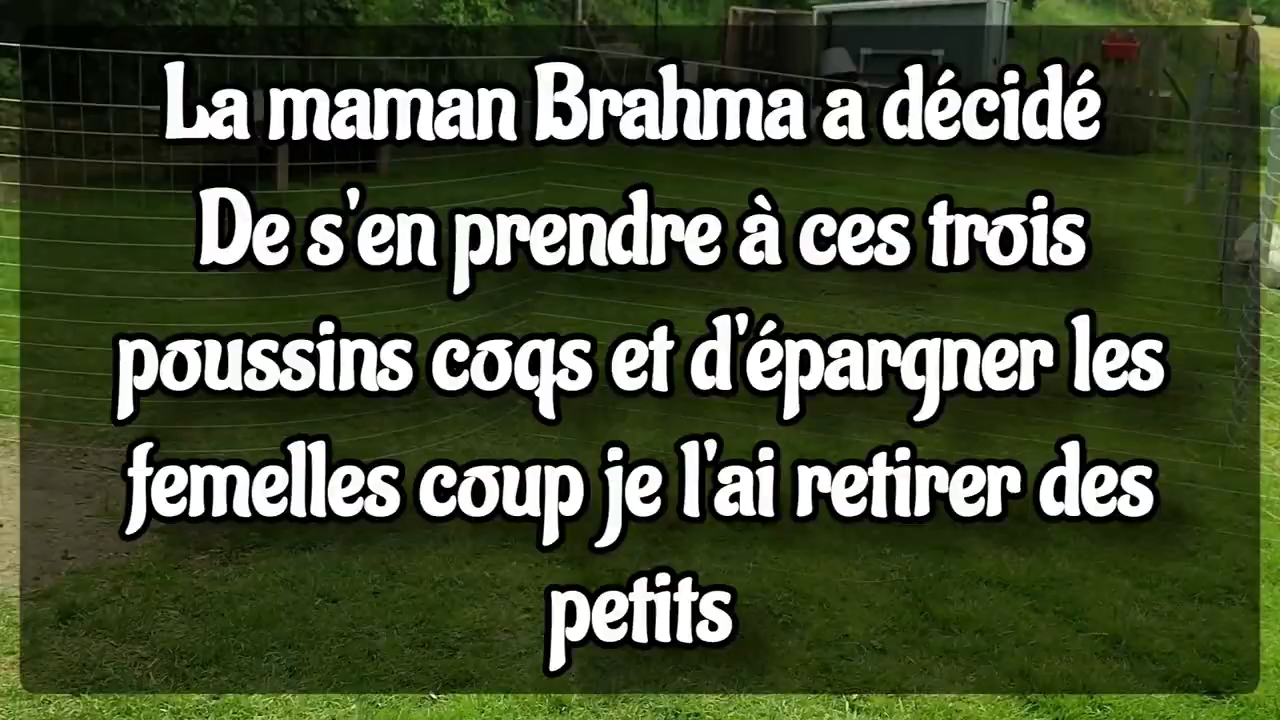 La maman Brahma a décidé
De s'en prendre à ces trois
poussins coqs et d'épargner les
femelles coup je l'ai retirer des
petits